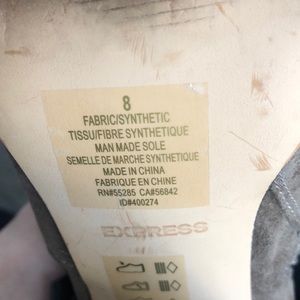 8
FABRIC/SYNTHETIC
TISSU/FIBRE SYNTHETIQUE
MAN MADE SOLE
SEMELLE DE MARCHE SYNTHETIQUE
MADE IN CHINA
FABRIQUE EN CHINE
RN#55285 CA#56842
ID#400274
EXPRESS